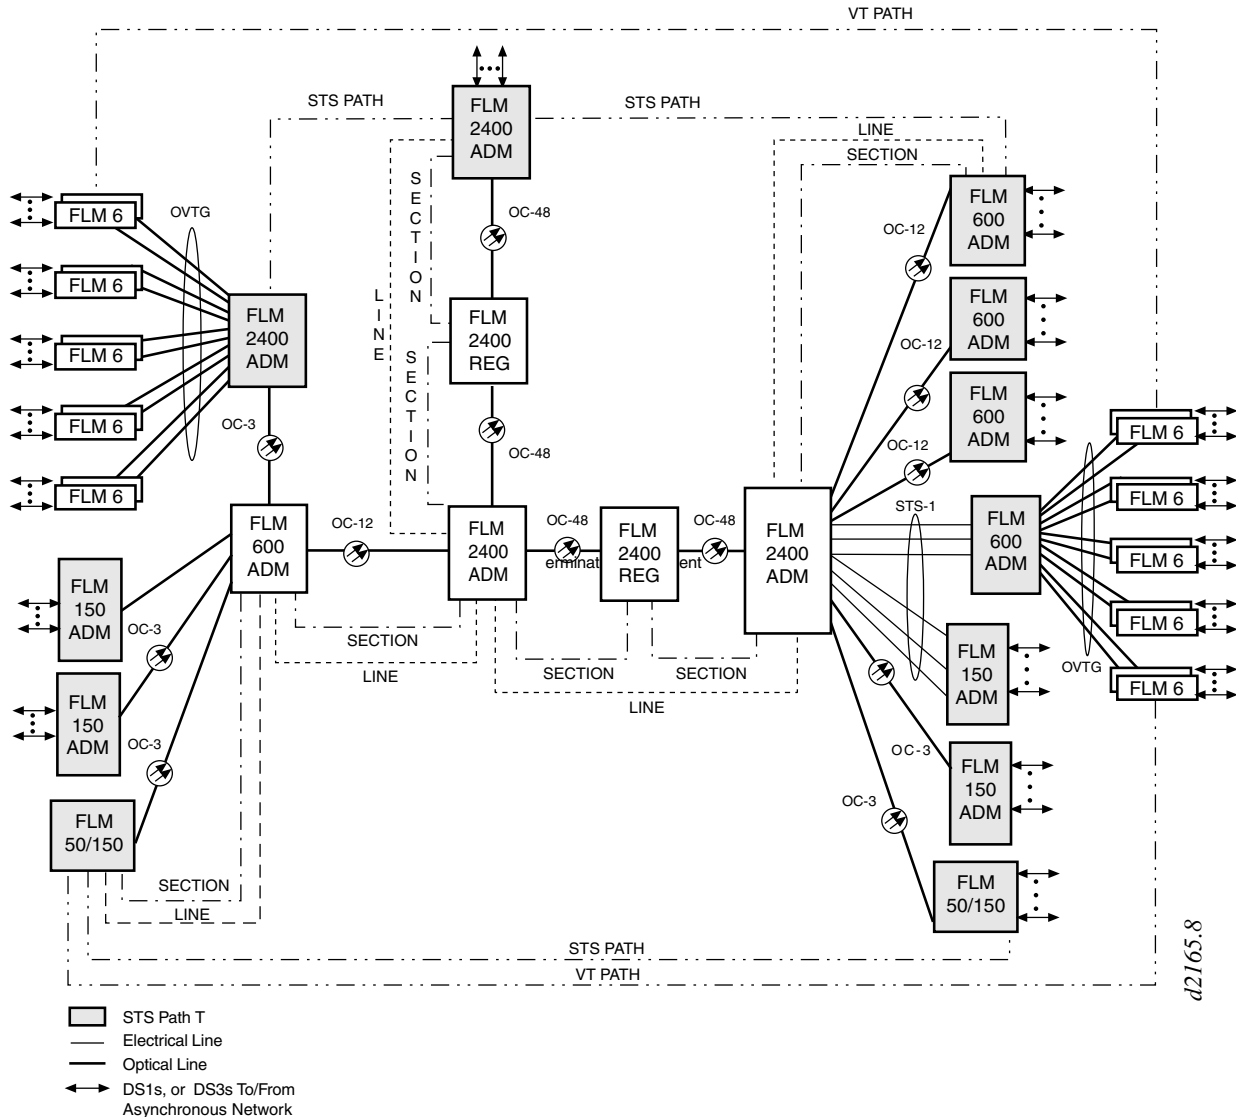 VT PATH
STS PATH
STS PATH
FLM
2400
ADM
LINE
SECTION
FLM 6
OVTG
FLM
2400
ADM
SECTION
LINE
OC-48
OC-12
FLM
600
ADM
FLM 6
FLM 6
FLM 6
FLM 6
FLM
2400
REG
SECTION
OC-12
FLM
600
ADM
OC-3
OC-48
OC-12
FLM
600
ADM
FLM 6
FLM 6
FLM 6
FLM 6
FLM 6
OVTG
FLM
600
ADM
OC-12
FLM
2400
ADM
OC-48
FLM
2400
REG
erminat
ent
OC-48
FLM
2400
ADM
STS-1
FLM
600
ADM
FLM
150
ADM
OC-3
SECTION
LINE
SECTION
SECTION
LINE
FLM
150
ADM
FLM
150
ADM
OC-3
OC-3
FLM
150
ADM
OC-3
FLM
50/150
FLM
50/150
SECTION
LINE
STS PATH
VT PATH
d2165.8
STS Path T
Electrical Line
Optical Line
DS1s, or DS3s To/From
Asynchronous Network